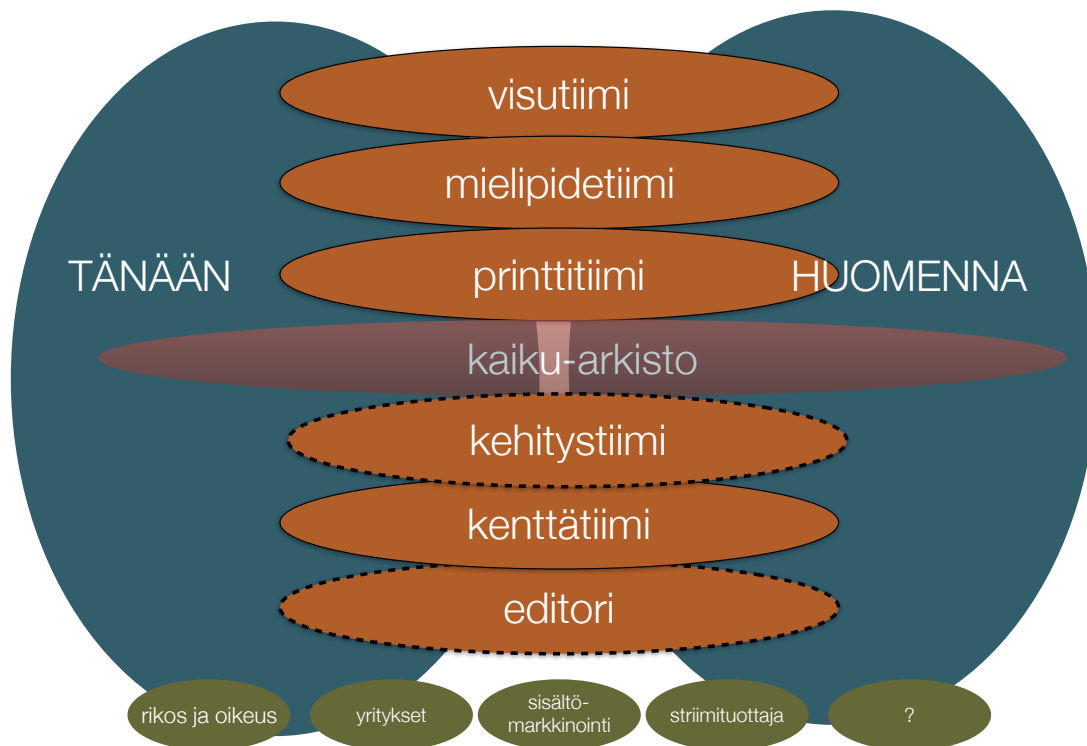 visutiimi
mielipidetiimi
TÄNÄÄN
printtitiimi
HUOMENNA
kaiku-arkisto
kehitystiimi
kenttätiimi
editori
rikos ja oikeus
yritykset
sisältö-
markkinointi
striimituottaja
?